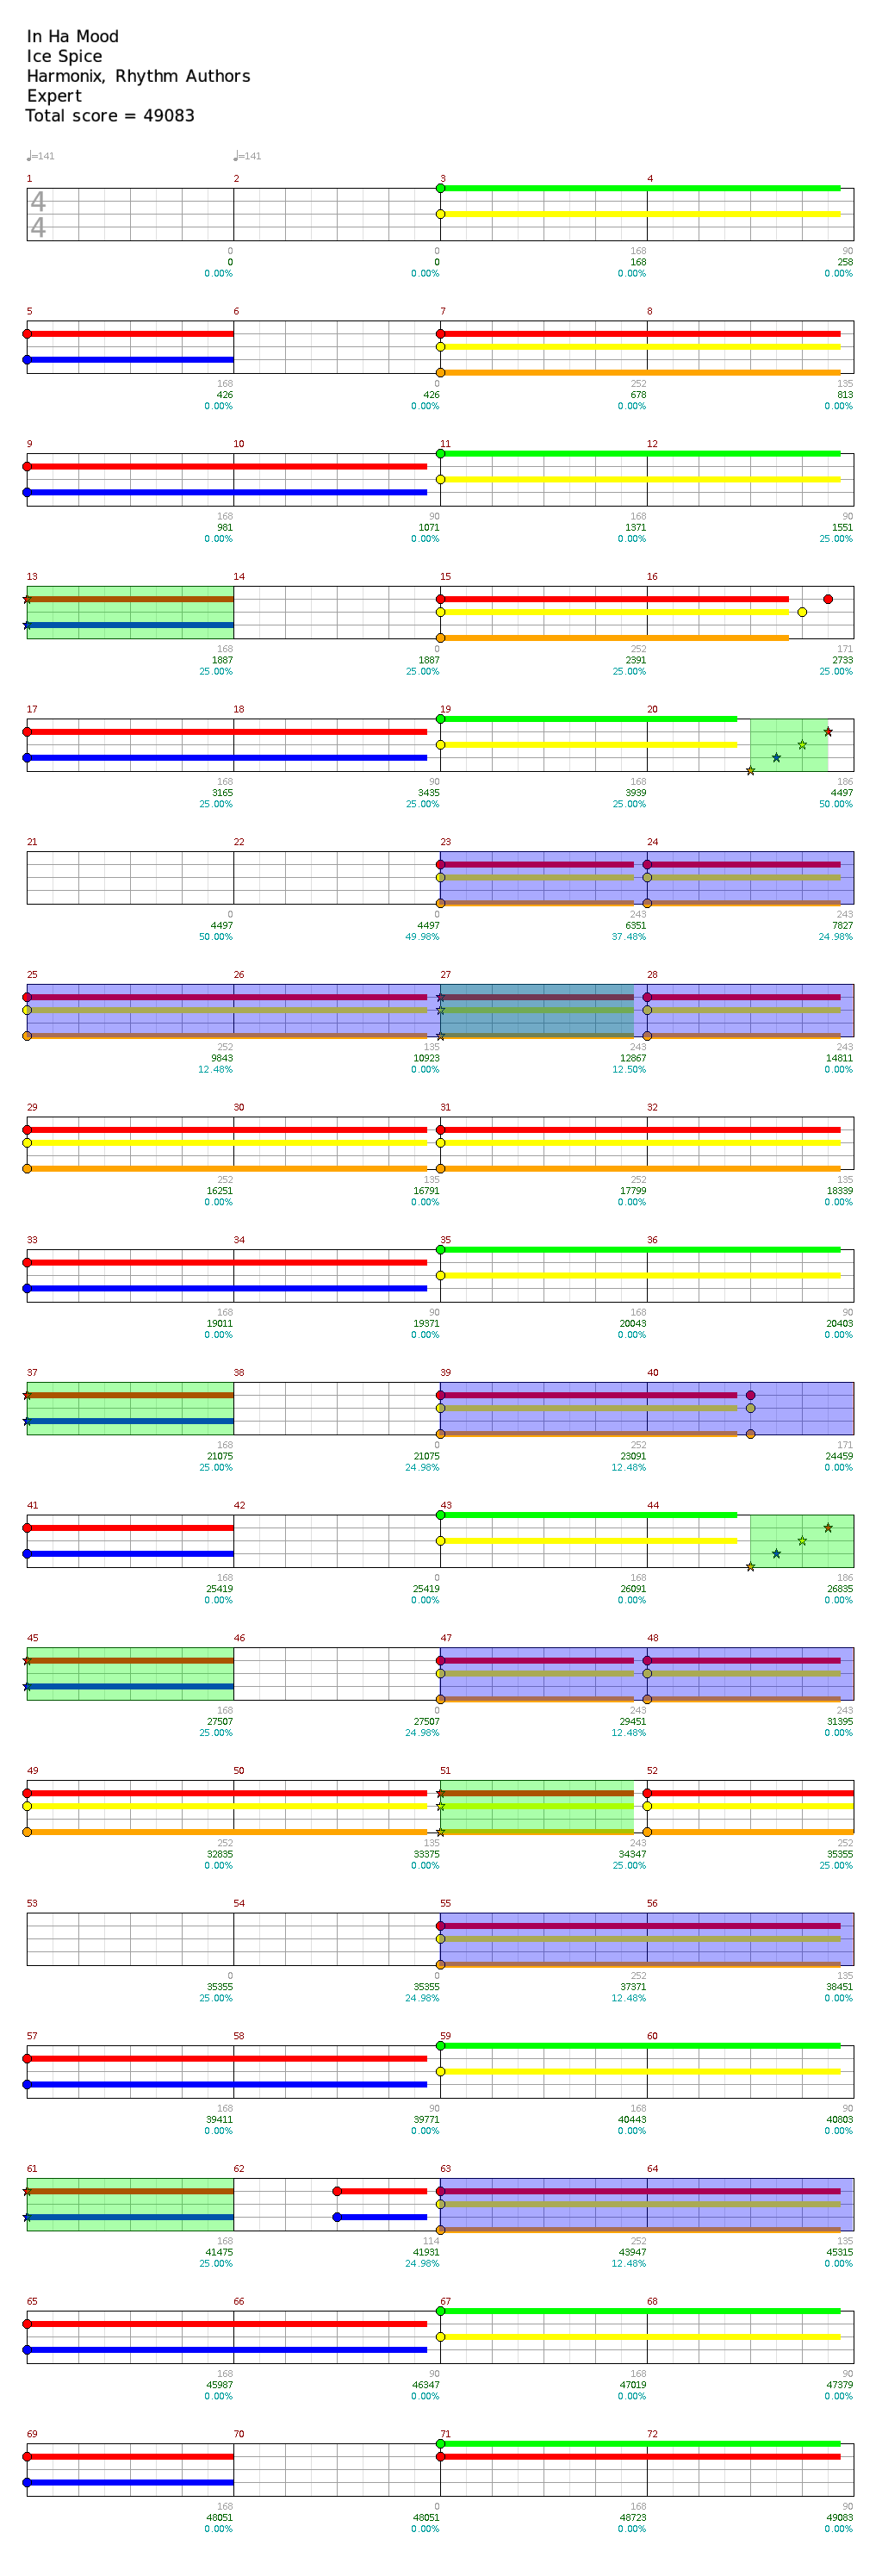 In Ha Mood
Ice Spice
Harmonix, Rhythm Authors
Expert
Total score = 49083
♩=141 ♩=141
1 2 3 4
4
4
0 0 168 90
0 0 168 258
0.00% 0.00% 0.00% 0.00%
5 6 7 8
168 0 252 135
426 426 678 813
0.00% 0.00% 0.00% 0.00%
9 10 11 12
168 90 168 90
981 1071 1371 1551
0.00% 0.00% 0.00% 25.00%
13 14 15 16
168 0 252 171
1887 1887 2391 2733
25.00% 25.00% 25.00% 25.00%
17 18 19 20
168 90 168 186
3165 3435 3939 4497
25.00% 25.00% 25.00% 50.00%
21 22 23 24
0 0 243 243
4497 4497 6351 7827
50.00% 49.98% 37.48% 24.98%
25 26 27 28
252 135 243 243
9843 10923 12867 14811
12.48% 0.00% 12.50% 0.00%
29 30 31 32
252 135 252 135
16251 16791 17799 18339
0.00% 0.00% 0.00% 0.00%
33 34 35 36
168 90 168 90
19011 19371 20043 20403
0.00% 0.00% 0.00% 0.00%
37 38 39 40
168 0 252 171
21075 21075 23091 24459
25.00% 24.98% 12.48% 0.00%
41 42 43 44
168 0 168 186
25419 25419 26091 26835
0.00% 0.00% 0.00% 0.00%
45 46 47 48
168 0 243 243
27507 27507 29451 31395
25.00% 24.98% 12.48% 0.00%
49 50 51 52
252 135 243 252
32835 33375 34347 35355
0.00% 0.00% 25.00% 25.00%
53 54 55 56
0 0 252 135
35355 35355 37371 38451
25.00% 24.98% 12.48% 0.00%
57 58 59 60
168 90 168 90
39411 39771 40443 40803
0.00% 0.00% 0.00% 0.00%
61 62 63 64
168 114 252 135
41475 41931 43947 45315
25.00% 24.98% 12.48% 0.00%
65 66 67 68
168 90 168 90
45987 46347 47019 47379
0.00% 0.00% 0.00% 0.00%
69 70 71 72
168 0 168 90
48051 48051 48723 49083
0.00% 0.00% 0.00% 0.00%